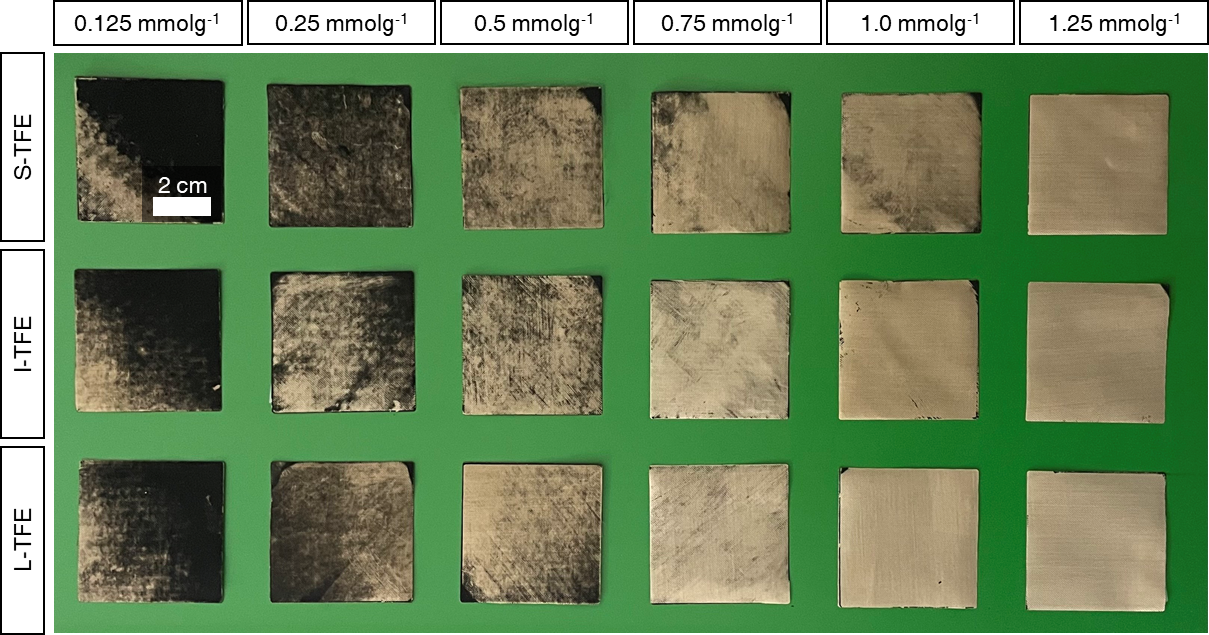 0.125 mmolg⁻¹
0.25 mmolg⁻¹
0.5 mmolg⁻¹
0.75 mmolg⁻¹
1.0 mmolg⁻¹
1.25 mmolg⁻¹
S-TFE
2 cm
I-TFE
L-TFE